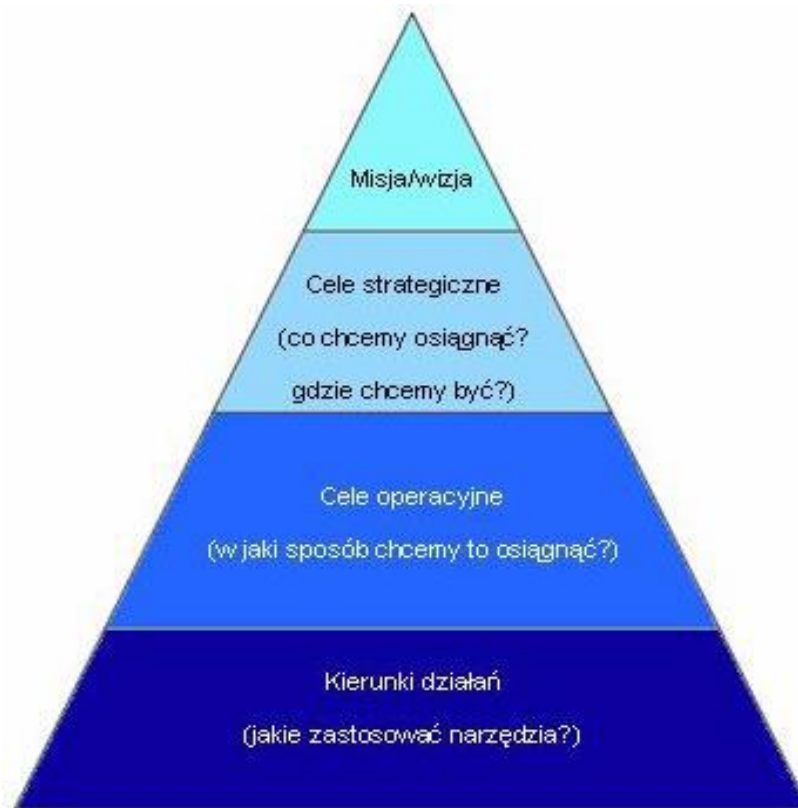 Misja/wizja
Cele strategiczne
(co chcemy osiągnąć?
gdzie chcemy być?)
Cele operacyjne
(w jaki sposób chcemy to osiągnąć?)
Kierunki działań
(jakie zastosować narzędzia?)